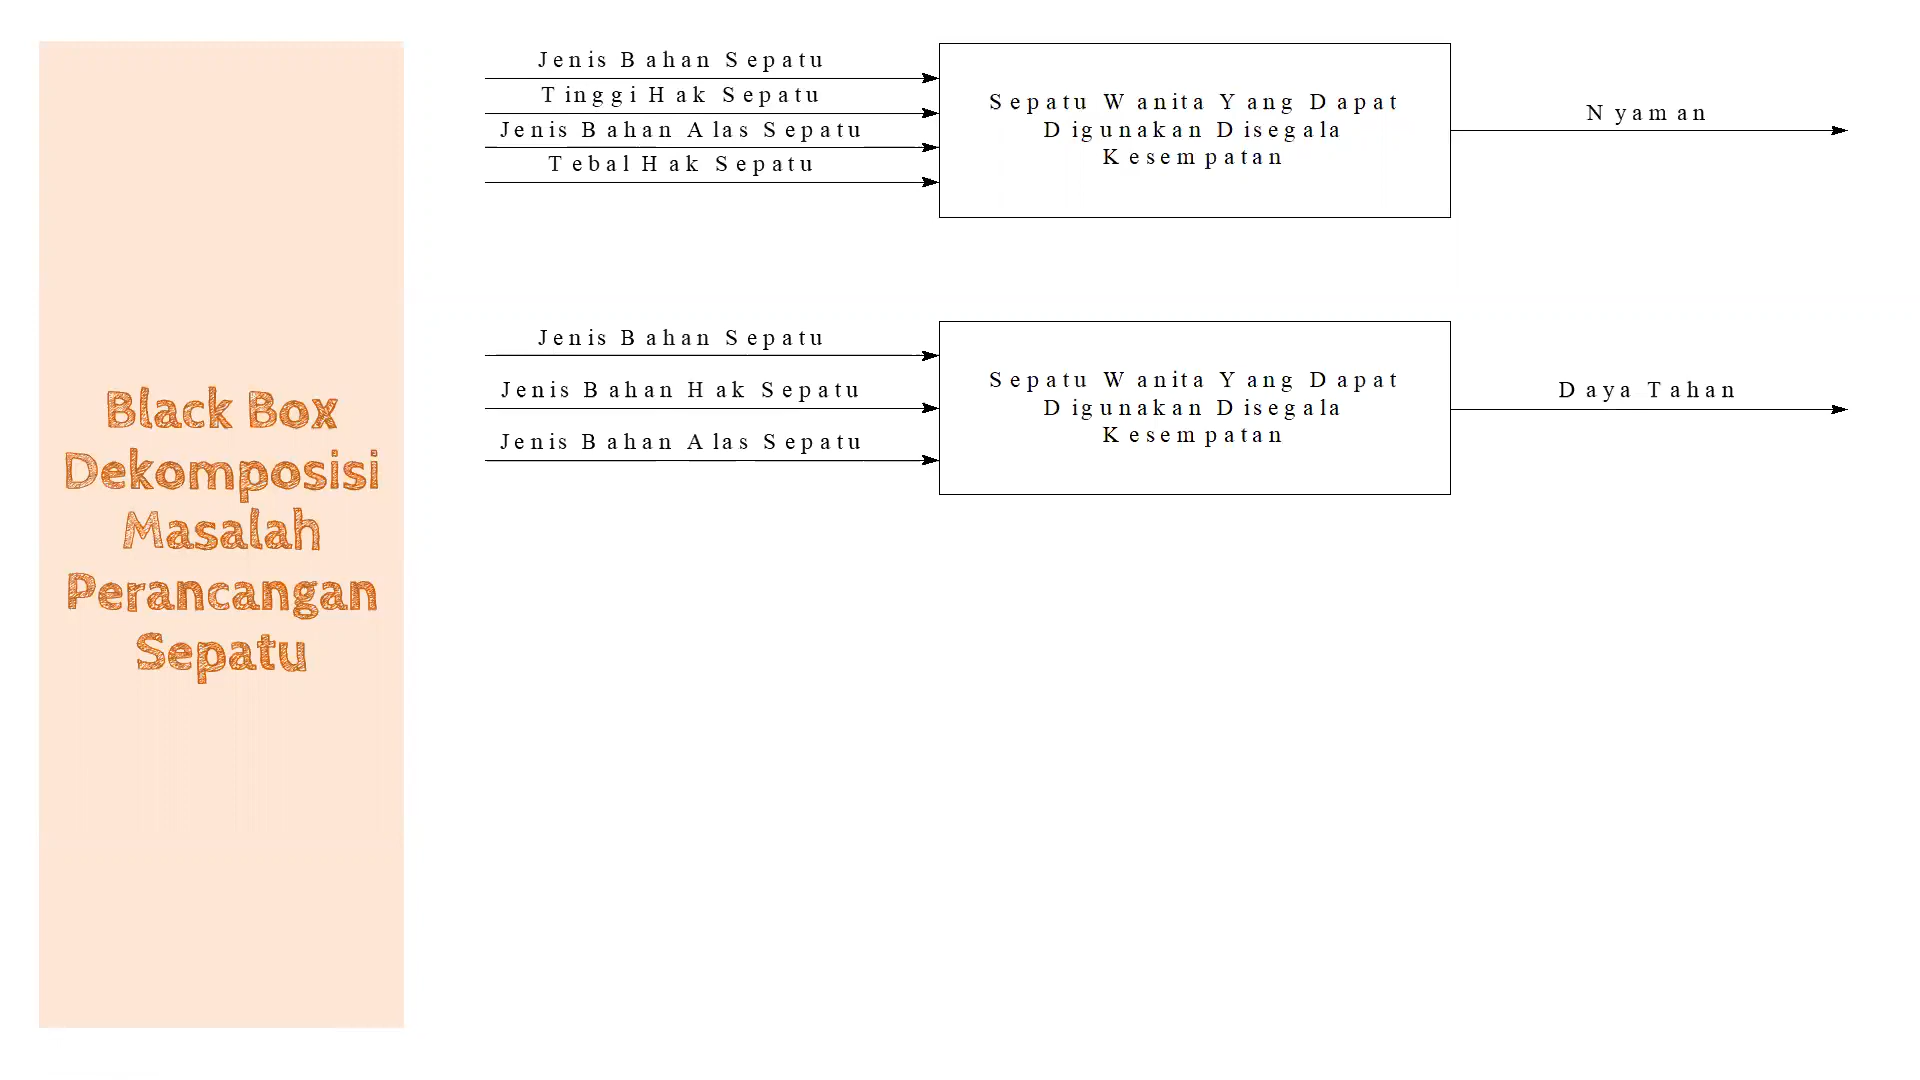 Black Box
Dekomposisi
Masalah
Perancangan
Sepatu
Jenis Bahan Sepatu
Tinggi Hak Sepatu
Jenis Bahan Alas Sepatu
Tebal Hak Sepatu
Sepatu Wanita Yang Dapat
Digunakan Disegala
Kesempatan
Nyaman
Jenis Bahan Sepatu
Jenis Bahan Hak Sepatu
Jenis Bahan Alas Sepatu
Sepatu Wanita Yang Dapat
Digunakan Disegala
Kesempatan
Daya Tahan